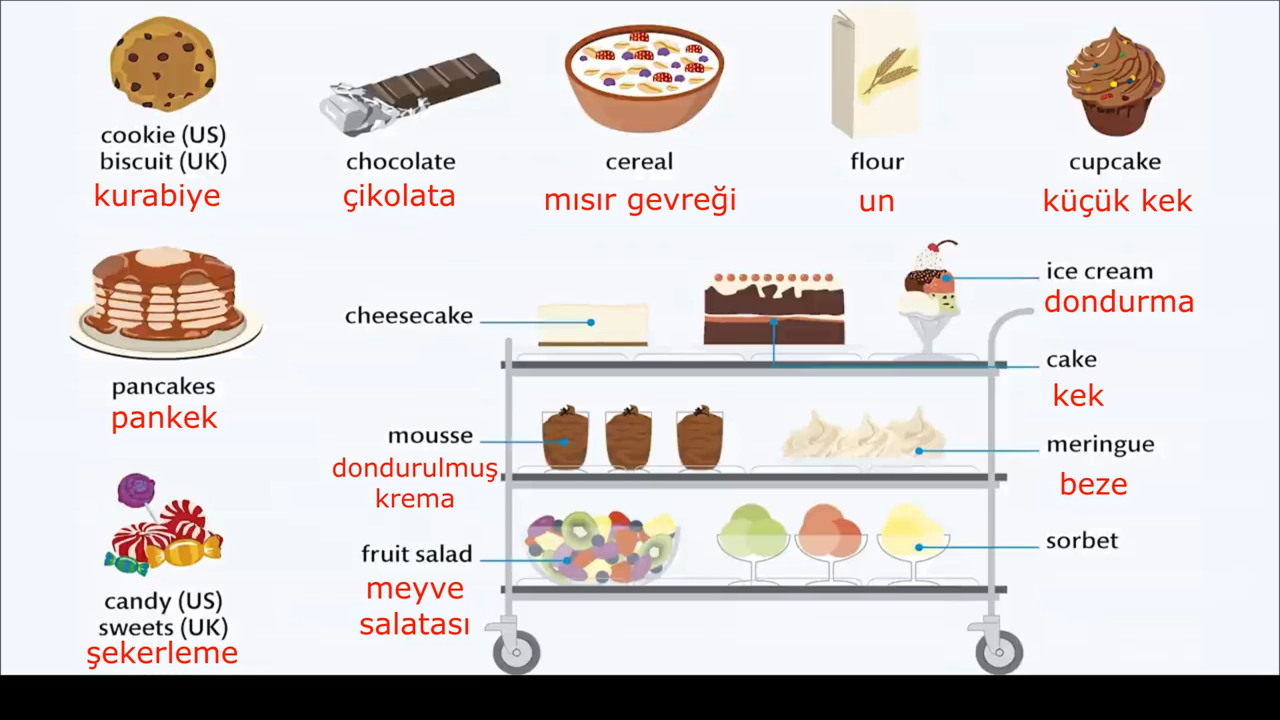 cookie (US)
biscuit (UK)
kurabiye
chocolate
çikolata
cereal
mısır gevreği
flour
un
cupcake
küçük kek
pancakes
pankek
candy (US)
sweets (UK)
şekerleme
cheesecake
ice cream
dondurma
cake
kek
mousse
dondurulmuş
krema
meringue
beze
fruit salad
meyve
salatası
sorbet